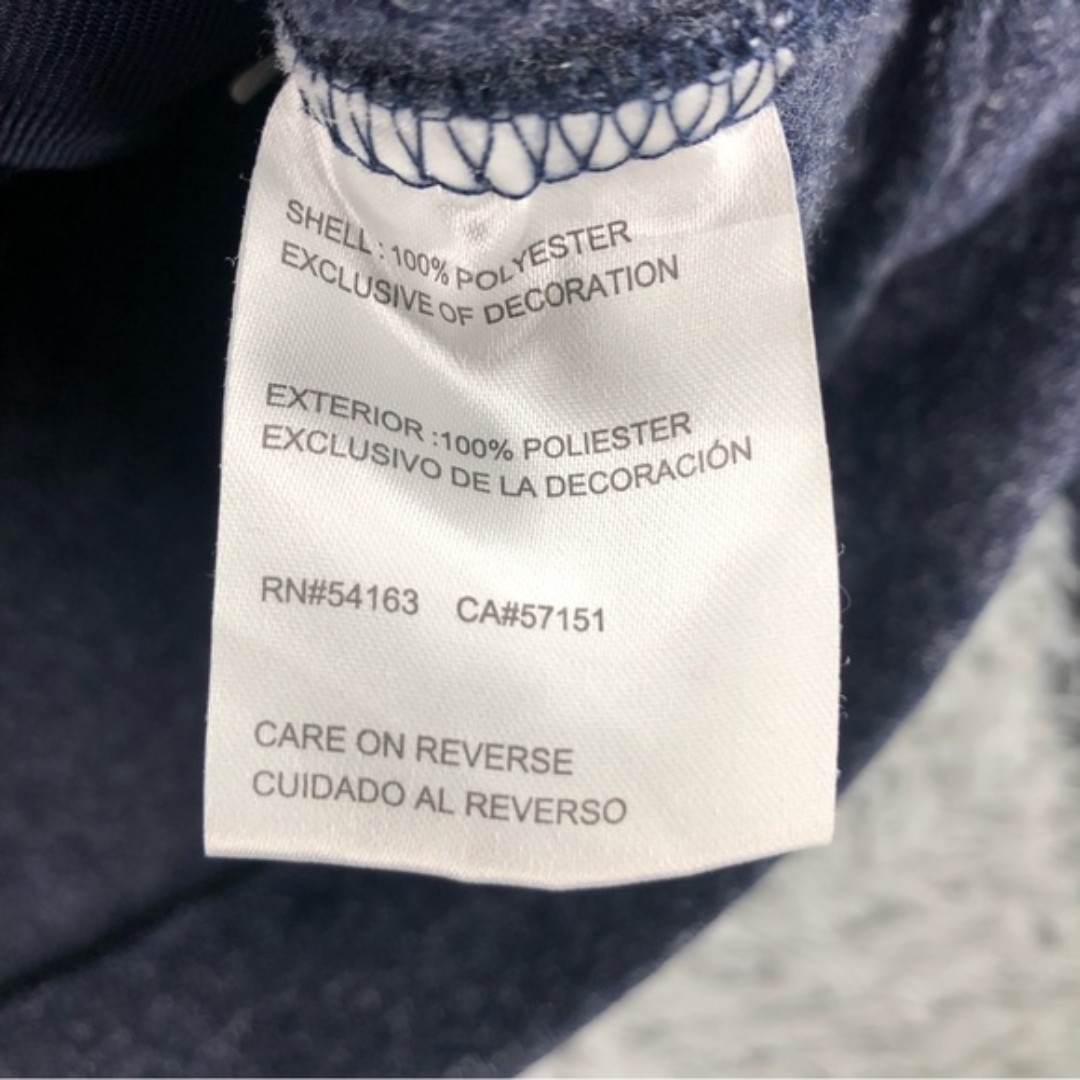 SHELL : 100% POLYESTER
EXCLUSIVE OF DECORATION
EXTERIOR :100% POLIESTER
EXCLUSIVO DE LA DECORACIÓN
RN#54163 CA#57151
CARE ON REVERSE
CUIDADO AL REVERSO